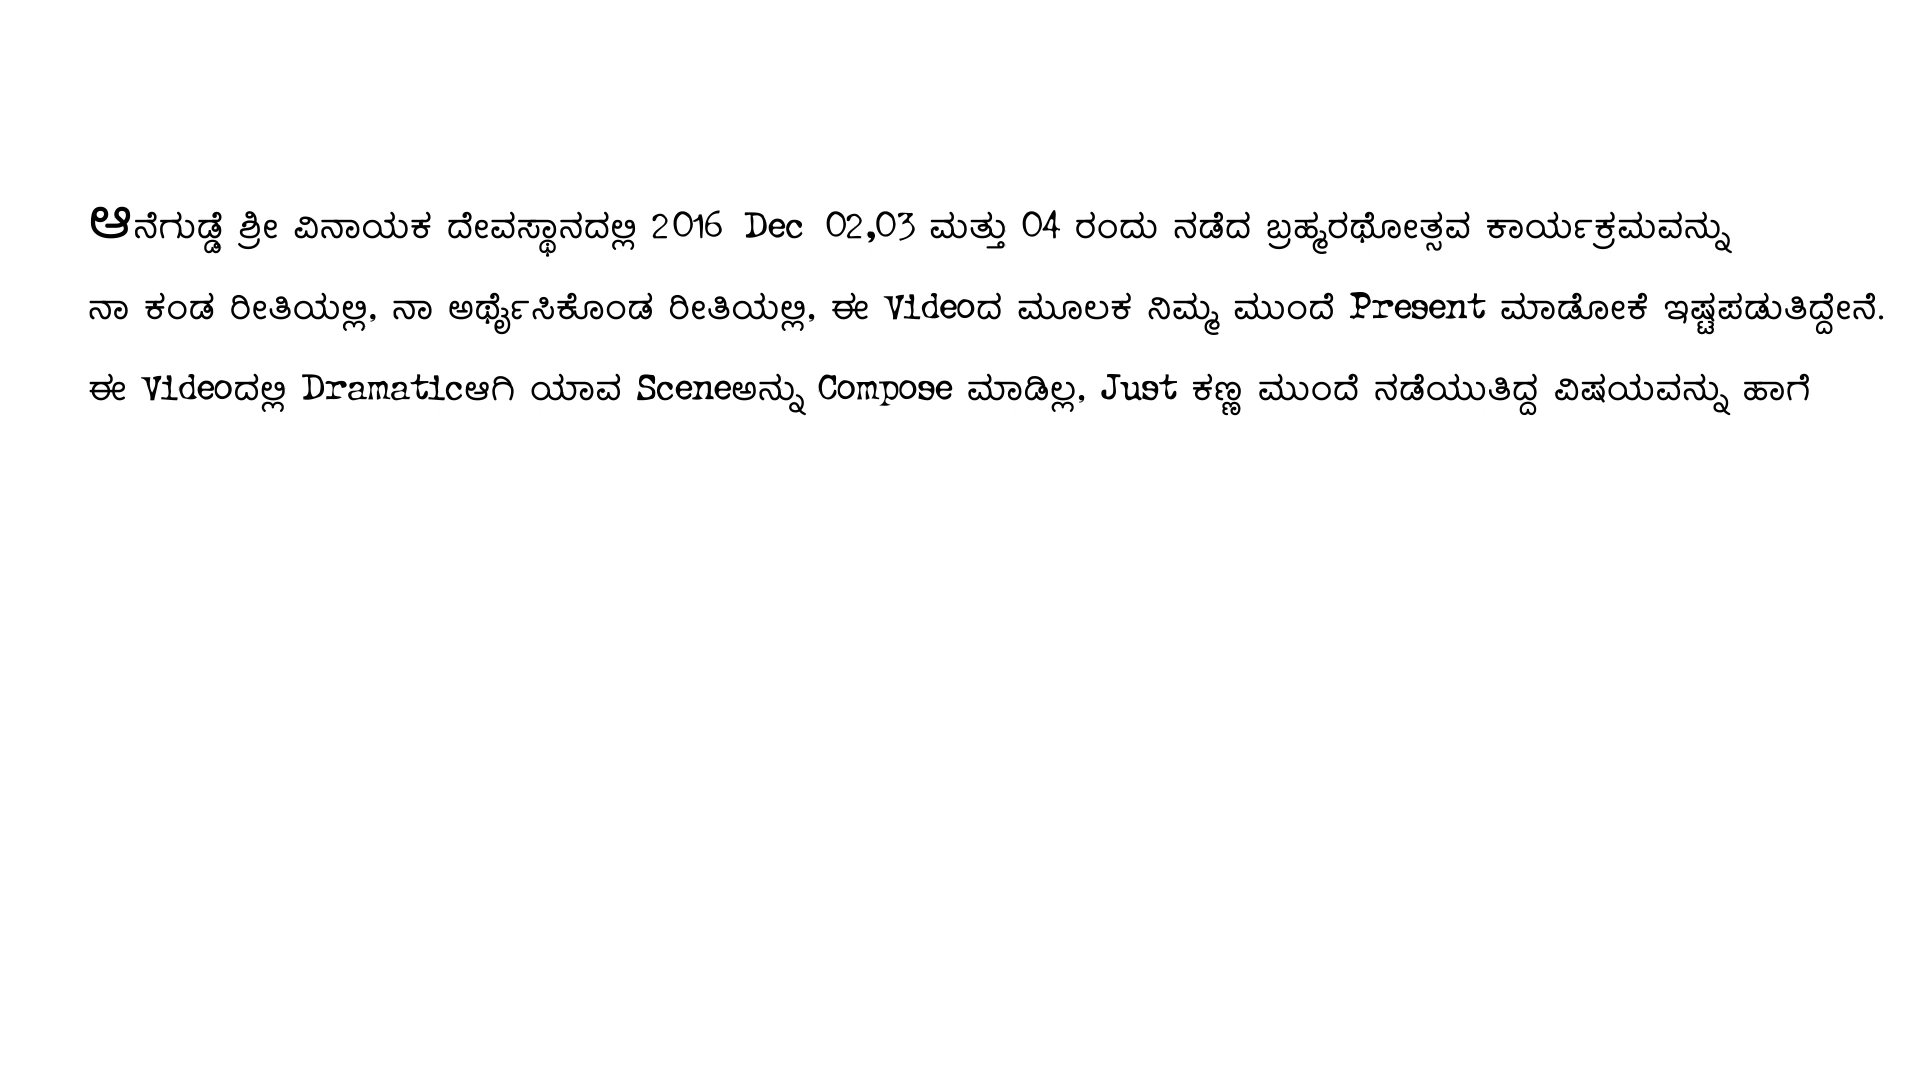 ಆನೆಗುಡ್ಡೆ ಶ್ರೀ ವಿನಾಯಕ ದೇವಸ್ಥಾನದಲ್ಲಿ 2016 Dec 02,03 ಮತ್ತು 04 ರಂದು ನಡೆದ ಬ್ರಹ್ಮರಥೋತ್ಸವ ಕಾರ್ಯಕ್ರಮವನ್ನು
ನಾ ಕಂಡ ರೀತಿಯಲ್ಲಿ, ನಾ ಅರ್ಥೈಸಿಕೊಂಡ ರೀತಿಯಲ್ಲಿ, ಈ Videoದ ಮೂಲಕ ನಿಮ್ಮ ಮುಂದೆ Present ಮಾಡೋಕೆ ಇಷ್ಟಪಡುತಿದ್ದೇನೆ.
ಈ Videoದಲ್ಲಿ Dramaticಆಗಿ ಯಾವ Sceneಅನ್ನು Compose ಮಾಡಿಲ್ಲ, Just ಕಣ್ಣ ಮುಂದೆ ನಡೆಯುತಿದ್ದ ವಿಷಯವನ್ನು ಹಾಗೆ